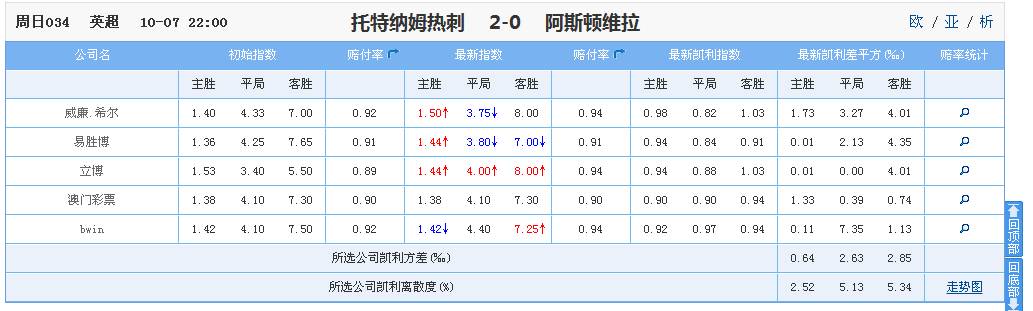 周日034 英超 10-07 22:00 托特纳姆热刺 2-0 阿斯顿维拉 欧 / 亚 / 析
公司名 初始指数 赔付率 最新指数 赔付率 最新凯利指数 最新凯利差平方(‰) 赔率统计
主胜 平局 客胜 主胜 平局 客胜 主胜 平局 客胜 主胜 平局 客胜
威廉.希尔 1.40 4.33 7.00 0.92 1.50↑ 3.75↓ 8.00 0.94 0.98 0.82 1.03 1.73 3.27 4.01
易胜博 1.36 4.25 7.65 0.91 1.44↑ 3.80↓ 7.00↓ 0.91 0.94 0.84 0.91 0.01 2.13 4.35
立博 1.53 3.40 5.50 0.89 1.44↑ 4.00↑ 8.00↑ 0.94 0.94 0.88 1.03 0.01 0.00 4.01
澳门彩票 1.38 4.10 7.30 0.90 1.38 4.10 7.30 0.90 0.90 0.90 0.94 1.33 0.39 0.74
bwin 1.42 4.10 7.50 0.92 1.42↓ 4.40 7.25↑ 0.94 0.92 0.97 0.94 0.11 7.35 1.13
所选公司凯利方差(‰) 0.64 2.63 2.85
所选公司凯利离散度(%) 2.52 5.13 5.34 走势图
回顶部
回底部